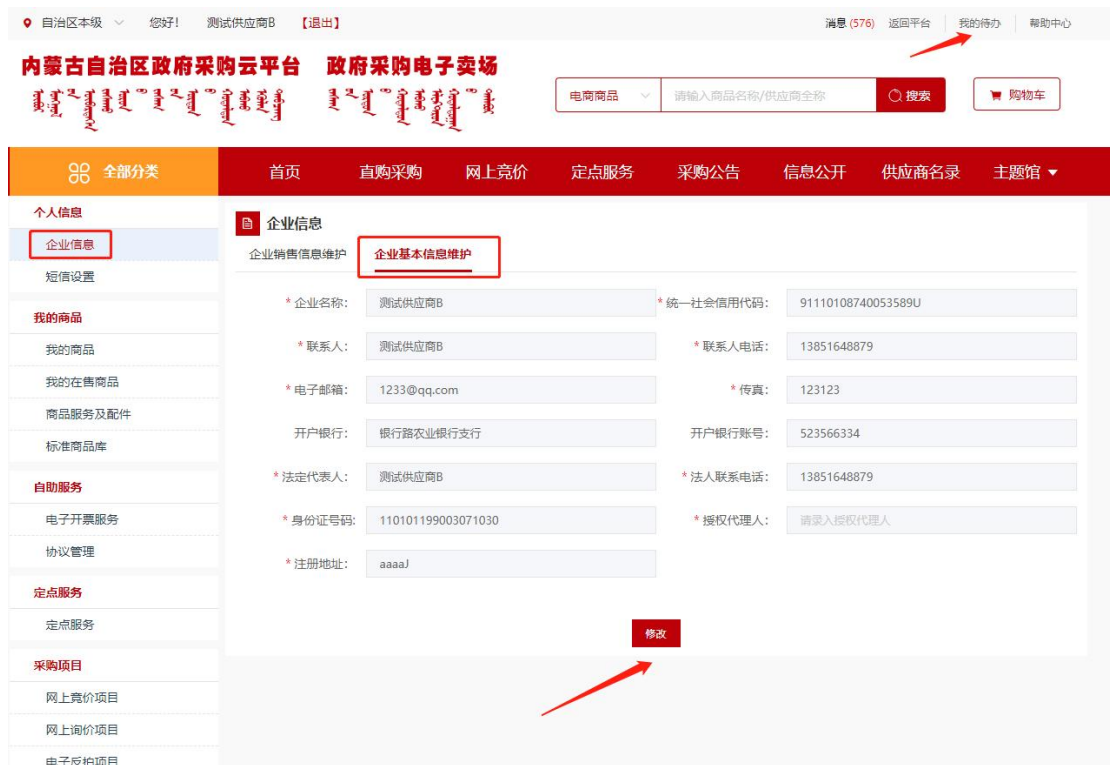 自治区本级 您好! 测试供应商B 【退出】 消息 (576) 返回平台 我的待办 帮助中心
内蒙古自治区政府采购云平台 政府采购电子卖场
电商商品 请输入商品名称/供应商全称 搜索 购物车
全部分类 首页 直购采购 网上竞价 定点服务 采购公告 信息公开 供应商名录 主题馆
个人信息
企业信息
短信设置
我的商品
我的商品
我的在售商品
商品服务及配件
标准商品库
自助服务
电子开票服务
协议管理
定点服务
定点服务
采购项目
网上竞价项目
网上询价项目
电子反拍项目
企业信息
企业销售信息维护 企业基本信息维护
* 企业名称: 测试供应商B * 统一社会信用代码: 91110108740053589U
* 联系人: 测试供应商B * 联系人电话: 13851648879
* 电子邮箱: 1233@qq.com * 传真: 123123
开户银行: 银行路农业银行支行 开户银行账号: 523566334
* 法定代表人: 测试供应商B * 法人联系电话: 13851648879
* 身份证号码: 110101199003071030 * 授权代理人: 请录入授权代理人
* 注册地址: aaaaJ
修改